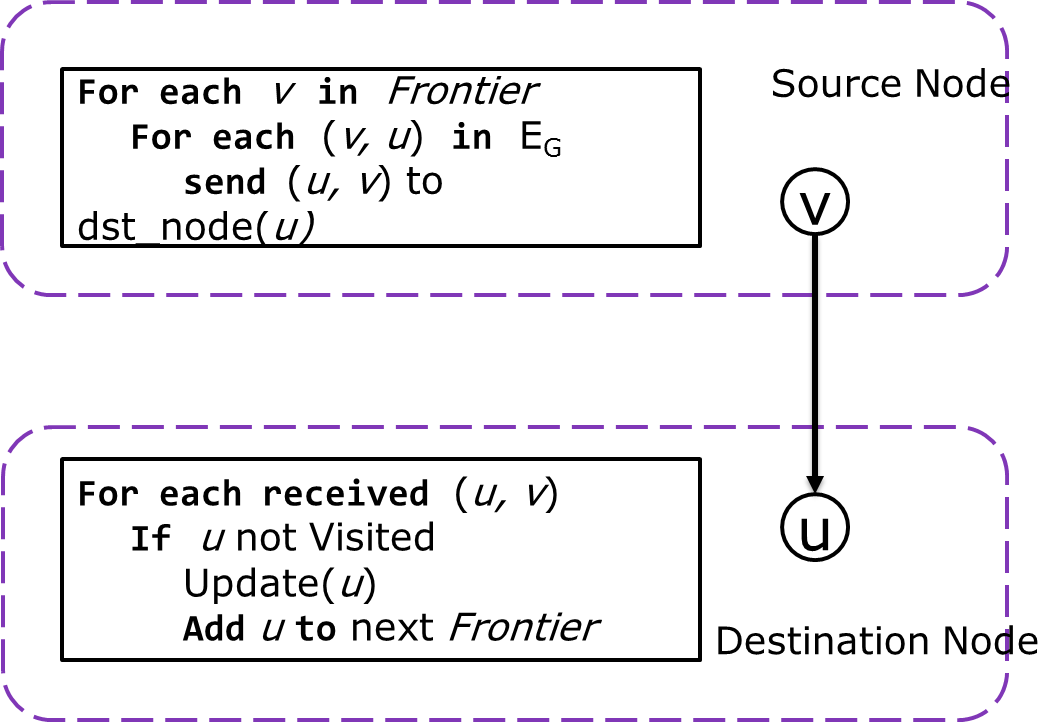 For each v in Frontier
For each (v, u) in E_G
send (u, v) to
dst_node(u)
Source Node
v
For each received (u, v)
If u not Visited
Update(u)
Add u to next Frontier
u
Destination Node